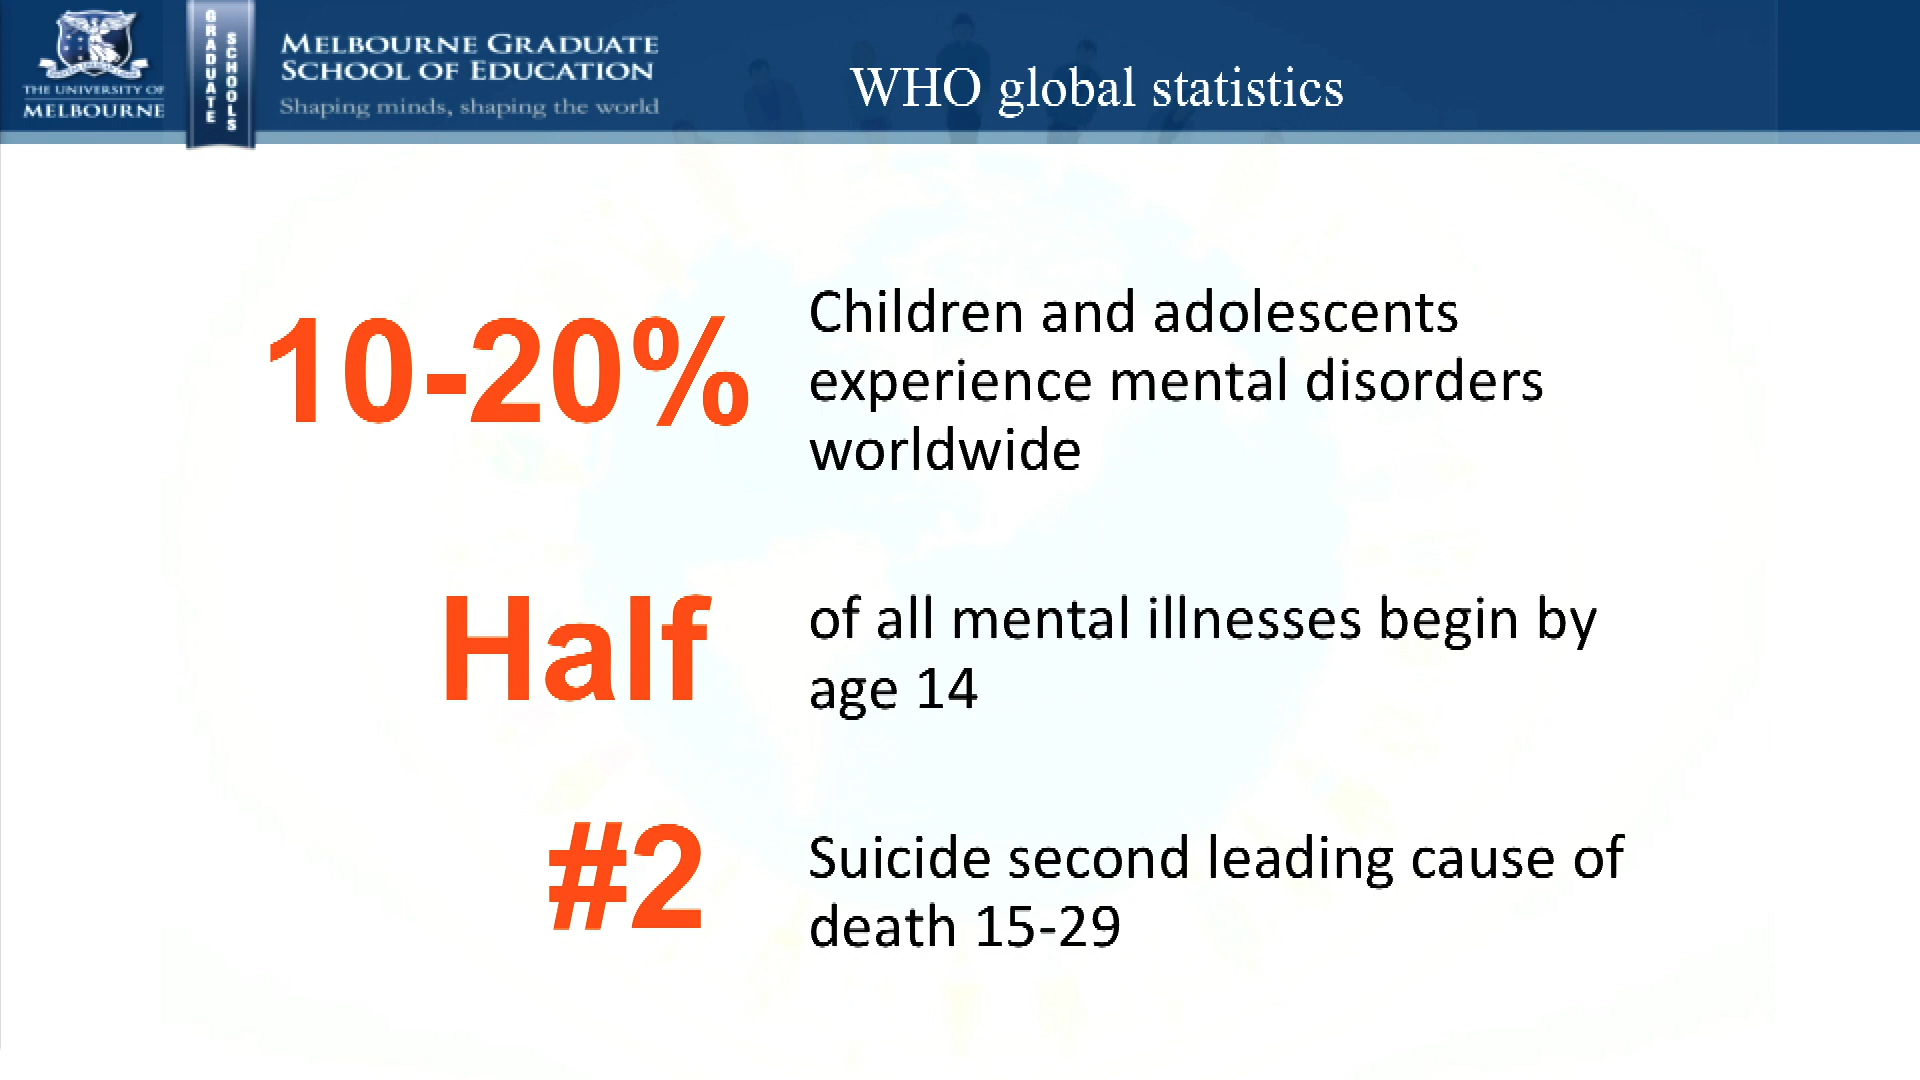 THE UNIVERSITY OF
MELBOURNE
GRADUATE
SCHOOLS
MELBOURNE GRADUATE
SCHOOL OF EDUCATION
Shaping minds, shaping the world
WHO global statistics
10-20%
Children and adolescents
experience mental disorders
worldwide
Half
of all mental illnesses begin by
age 14
#2
Suicide second leading cause of
death 15-29